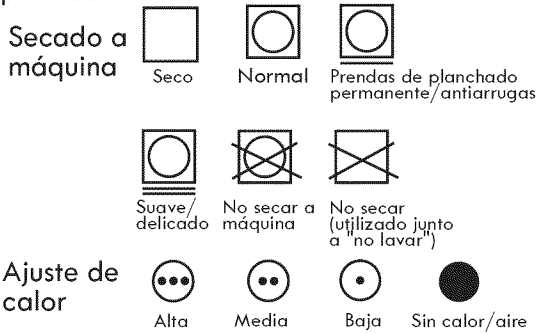 Secado a
máquina
Seco
Normal
Prendas de planchado
permanente/antiarrugas
Suave/
delicado
No secar a
máquina
No secar
(utilizado junto
a "no lavar")
Ajuste de
calor
Alta
Media
Baja
Sin calor/aire